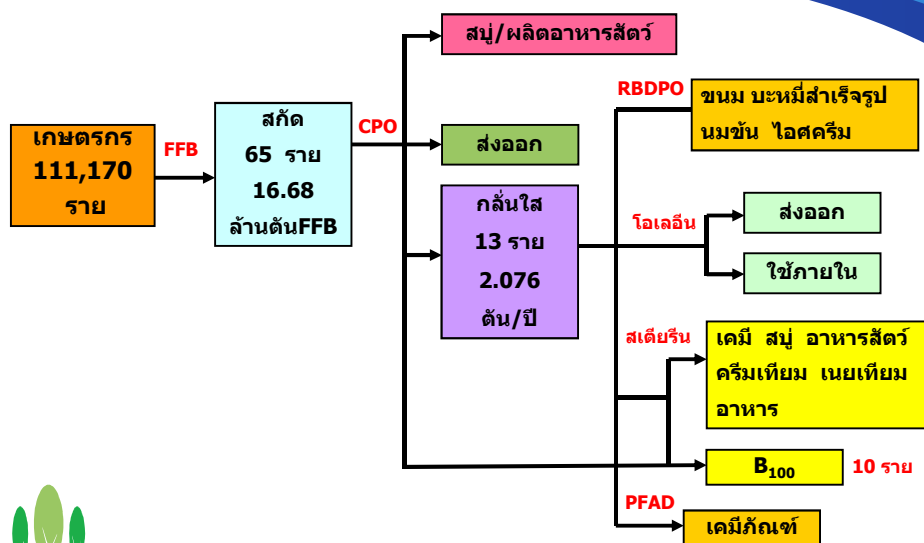 สบู่/ผลิตอาหารสัตว์
เกษตรกร
111,170
ราย
FFB
สกัด
65 ราย
16.68
ล้านตันFFB
CPO
ส่งออก
กลั่นใส
13 ราย
2.076
ตัน/ปี
RBDPO
ขนม บะหมี่สำเร็จรูป
นมข้น ไอศครีม
โอเลอีน
ส่งออก
ใช้ภายใน
สเตียรีน
เคมี สบู่ อาหารสัตว์
ครีมเทียม เนยเทียม
อาหาร
B₁₀₀
10 ราย
PFAD
เคมีภัณฑ์